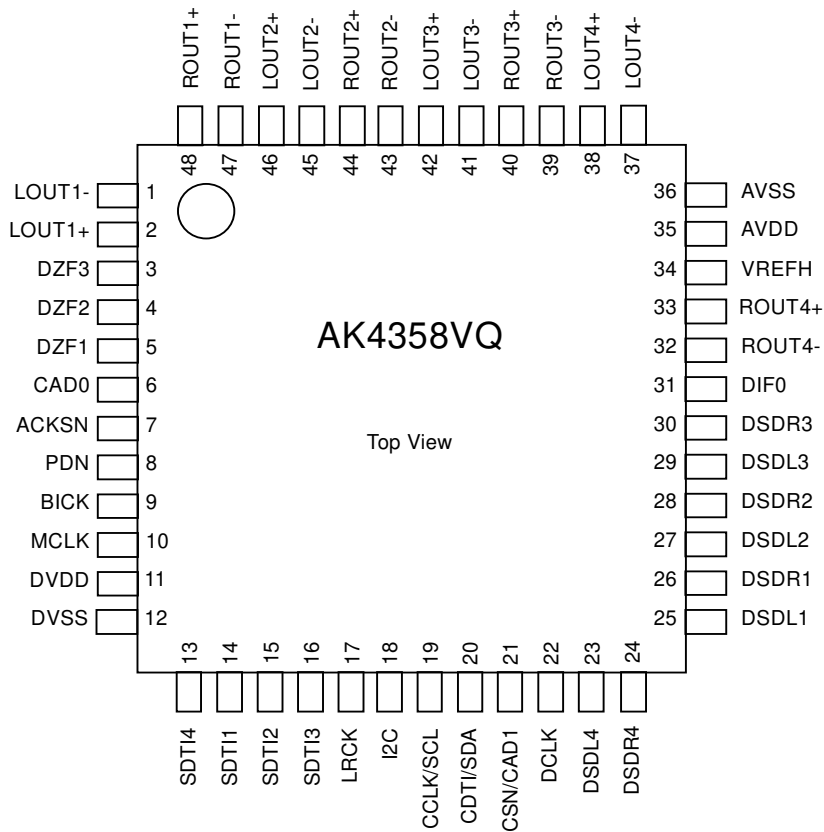 ROUT1+
ROUT1-
LOUT2+
LOUT2-
ROUT2+
ROUT2-
LOUT3+
LOUT3-
ROUT3+
ROUT3-
LOUT4+
LOUT4-
48
47
46
45
44
43
42
41
40
39
38
37
LOUT1- 1
LOUT1+ 2
DZF3 3
DZF2 4
DZF1 5
CAD0 6
ACKSN 7
PDN 8
BICK 9
MCLK 10
DVDD 11
DVSS 12
AK4358VQ
Top View
36 AVSS
35 AVDD
34 VREFH
33 ROUT4+
32 ROUT4-
31 DIF0
30 DSDR3
29 DSDL3
28 DSDR2
27 DSDL2
26 DSDR1
25 DSDL1
13
14
15
16
17
18
19
20
21
22
23
24
SDTI4
SDTI1
SDTI2
SDTI3
LRCK
I2C
CCLK/SCL
CDTI/SDA
CSN/CAD1
DCLK
DSDL4
DSDR4